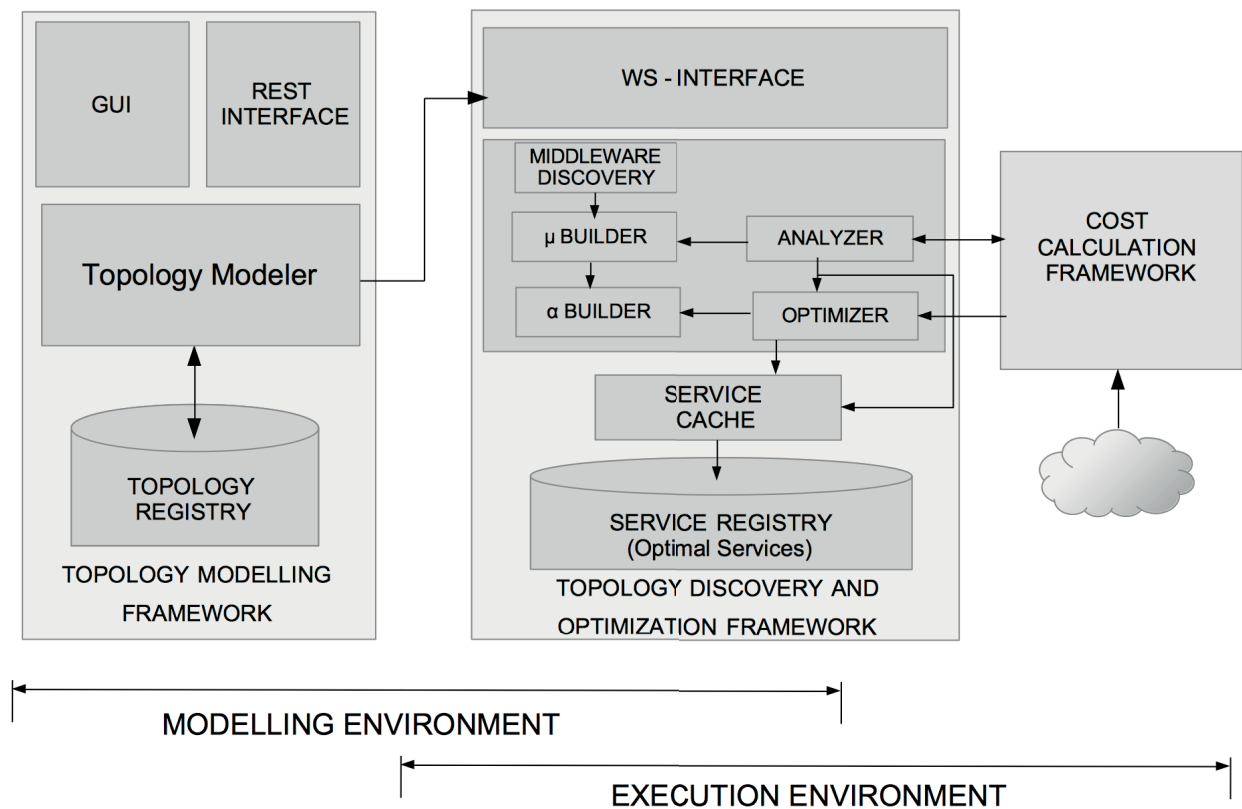 GUI
REST
INTERFACE
Topology Modeler
TOPOLOGY
REGISTRY
TOPOLOGY MODELLING
FRAMEWORK
WS - INTERFACE
MIDDLEWARE
DISCOVERY
µ BUILDER
ANALYZER
α BUILDER
OPTIMIZER
SERVICE
CACHE
SERVICE REGISTRY
(Optimal Services)
TOPOLOGY DISCOVERY AND
OPTIMIZATION FRAMEWORK
COST
CALCULATION
FRAMEWORK
MODELLING ENVIRONMENT
EXECUTION ENVIRONMENT